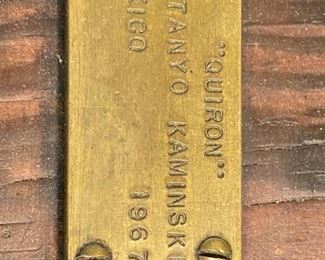 "QUIRON"
TANYO KAMINSK
ICO 1967